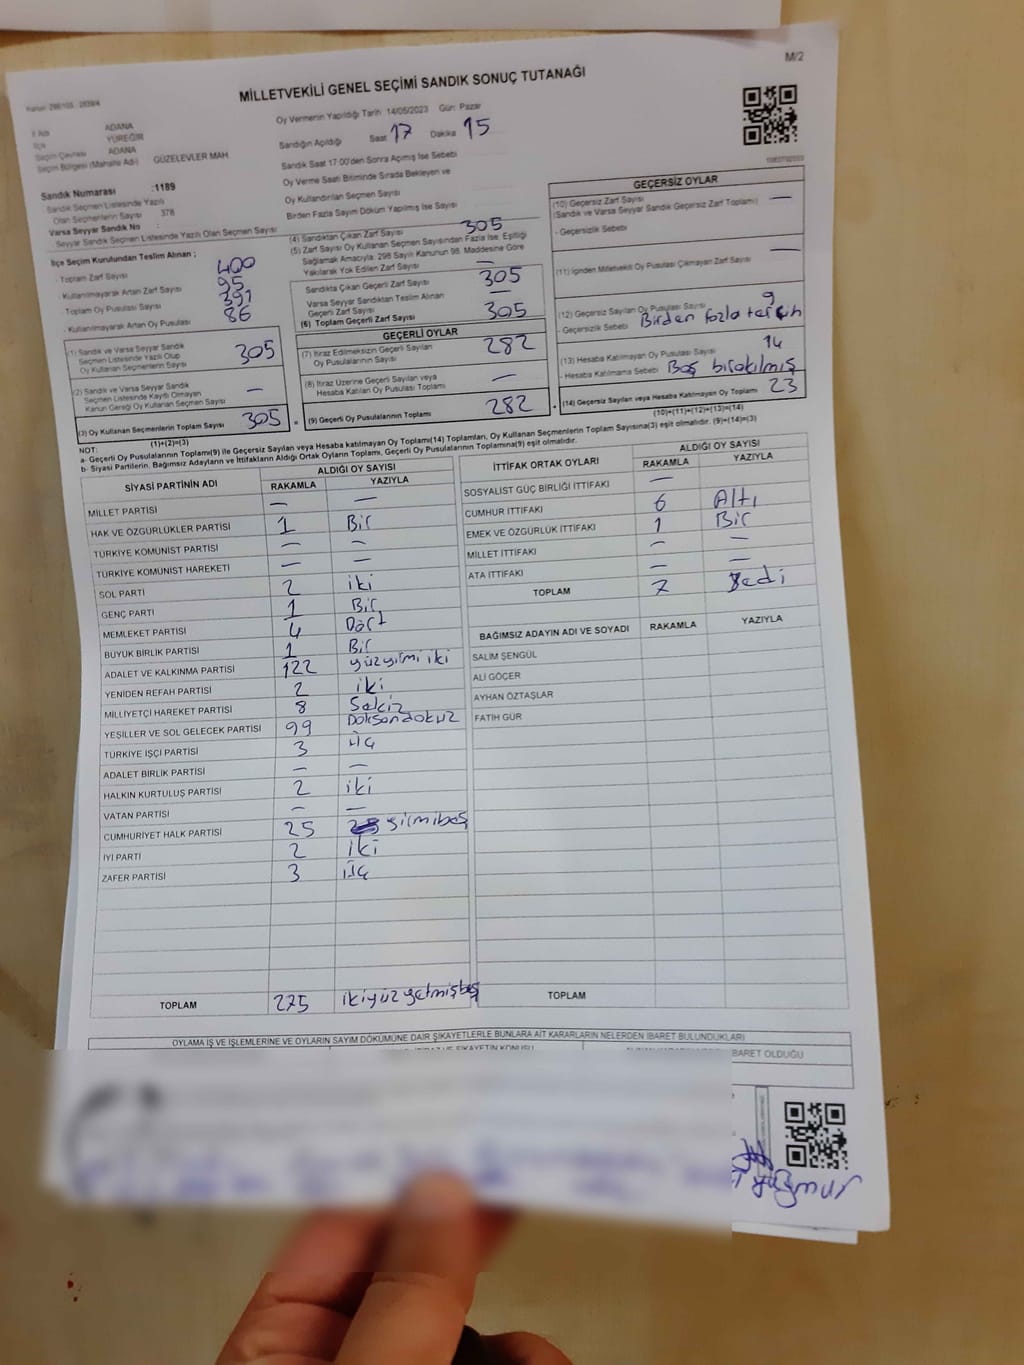 M/2
MİLLETVEKİLİ GENEL SEÇİMİ SANDIK SONUÇ TUTANAĞI
Oy Vermenin Yapıldığı Tarih 14/05/2023 Gün: Pazar
İl Adı ADANA
İlçe YÜREĞİR
Seçim Çevresi ADANA
Seçim Bölgesi (Mahalle Adı) GÜZELEVLER MAH
Sandık Numarası :1189
Sandık Seçmen Listesinde Yazılı
Olan Seçmenlerin Sayısı 378
Varsa Seyyar Sandık No :
Seyyar Sandık Seçmen Listesinde Yazılı Olan Seçmen Sayısı
Sandığın Açıldığı Saat 17 Dakika 15
Sandık Saat 17:00'den Sonra Açılmış İse Sebebi
Oy Verme Saati Bitiminde Sırada Bekleyen ve
Oy Kullandırılan Seçmen Sayısı
Birden Fazla Sayım Döküm Yapılmış İse Sayısı
İlçe Seçim Kurulundan Teslim Alınan ;
- Toplam Zarf Sayısı 400
- Kullanılmayarak Artan Zarf Sayısı 95
- Toplam Oy Pusulası Sayısı 391
- Kullanılmayarak Artan Oy Pusulası 86
(1) Sandık ve Varsa Seyyar Sandık
Seçmen Listesinde Yazılı Olup
Oy Kullanan Seçmenlerin Sayısı 305
(2) Sandık ve Varsa Seyyar Sandık
Seçmen Listesinde Kayıtlı Olmayan
Kanun Gereği Oy Kullanan Seçmen Sayısı —
(3) Oy Kullanan Seçmenlerin Toplam Sayısı 305
(1)+(2)=(3)
(4) Sandıktan Çıkan Zarf Sayısı 305
(5) Zarf Sayısı Oy Kullanan Seçmen Sayısından Fazla İse, Eşitliği
Sağlamak Amacıyla; 298 Sayılı Kanunun 98. Maddesine Göre
Yakılarak Yok Edilen Zarf Sayısı —
Sandıkta Çıkan Geçerli Zarf Sayısı 305
Varsa Seyyar Sandıktan Teslim Alınan
Geçerli Zarf Sayısı —
(6) Toplam Geçerli Zarf Sayısı 305
GEÇERLİ OYLAR
(7) İtiraz Edilmeksizin Geçerli Sayılan
Oy Pusulalarının Sayısı 282
(8) İtiraz Üzerine Geçerli Sayılan veya
Hesaba Katılan Oy Pusulası Toplamı —
(9) Geçerli Oy Pusulalarının Toplamı 282
GEÇERSİZ OYLAR
(10) Geçersiz Zarf Sayısı —
(Sandık ve Varsa Seyyar Sandık Geçersiz Zarf Toplamı)
- Geçersizlik Sebebi
(11) İçinden Milletvekili Oy Pusulası Çıkmayan Zarf Sayısı —
(12) Geçersiz Sayılan Oy Pusulası Sayısı 9
- Geçersizlik Sebebi Birden fazla tercih
(13) Hesaba Katılmayan Oy Pusulası Sayısı 14
- Hesaba Katılmama Sebebi Boş bırakılmış
(14) Geçersiz Sayılan veya Hesaba Katılmayan Oy Toplamı 23
(10)+(11)+(12)+(13)=(14)
NOT:
a- Geçerli Oy Pusulalarının Toplamı(9) ile Geçersiz Sayılan veya Hesaba katılmayan Oy Toplamı(14) Toplamları, Oy Kullanan Seçmenlerin Toplam Sayısına(3) eşit olmalıdır. (9)+(14)=(3)
b- Siyasi Partilerin, Bağımsız Adayların ve İttifakların Aldığı Ortak Oyların Toplamı, Geçerli Oy Pusulalarının Toplamına(9) eşit olmalıdır.
SİYASİ PARTİNİN ADI ALDIĞI OY SAYISI
RAKAMLA YAZIYLA
MİLLET PARTİSİ — —
HAK VE ÖZGÜRLÜKLER PARTİSİ 1 Bir
TÜRKİYE KOMÜNİST PARTİSİ — —
TÜRKİYE KOMÜNİST HAREKETİ — —
SOL PARTİ 2 iki
GENÇ PARTİ 1 Bir
MEMLEKET PARTİSİ 4 Dört
BÜYÜK BİRLİK PARTİSİ 1 Bir
ADALET VE KALKINMA PARTİSİ 122 yüzyirmi iki
YENİDEN REFAH PARTİSİ 2 iki
MİLLİYETÇİ HAREKET PARTİSİ 8 Sekiz
YEŞİLLER VE SOL GELECEK PARTİSİ 99 Doksandokuz
TÜRKİYE İŞÇİ PARTİSİ 3 üç
ADALET BİRLİK PARTİSİ — —
HALKIN KURTULUŞ PARTİSİ 2 iki
VATAN PARTİSİ — —
CUMHURİYET HALK PARTİSİ 25 yirmibeş
İYİ PARTİ 2 iki
ZAFER PARTİSİ 3 üç
TOPLAM 275 ikiyüzyetmişbeş
İTTİFAK ORTAK OYLARI ALDIĞI OY SAYISI
RAKAMLA YAZIYLA
SOSYALİST GÜÇ BİRLİĞİ İTTİFAKI —
CUMHUR İTTİFAKI 6 Altı
EMEK VE ÖZGÜRLÜK İTTİFAKI 1 Bir
MİLLET İTTİFAKI — —
ATA İTTİFAKI — —
TOPLAM 7 Yedi
BAĞIMSIZ ADAYIN ADI VE SOYADI RAKAMLA YAZIYLA
SALİM ŞENGÜL
ALİ GÖÇER
AYHAN ÖZTAŞLAR
FATİH GÜR
TOPLAM
OYLAMA İŞ VE İŞLEMLERİNE VE OYLARIN SAYIM DÖKÜMÜNE DAİR ŞİKAYETLERLE BUNLARA AİT KARARLARIN NELERDEN İBARET BULUNDUKLARI
İBARET OLDUĞU
yağmur